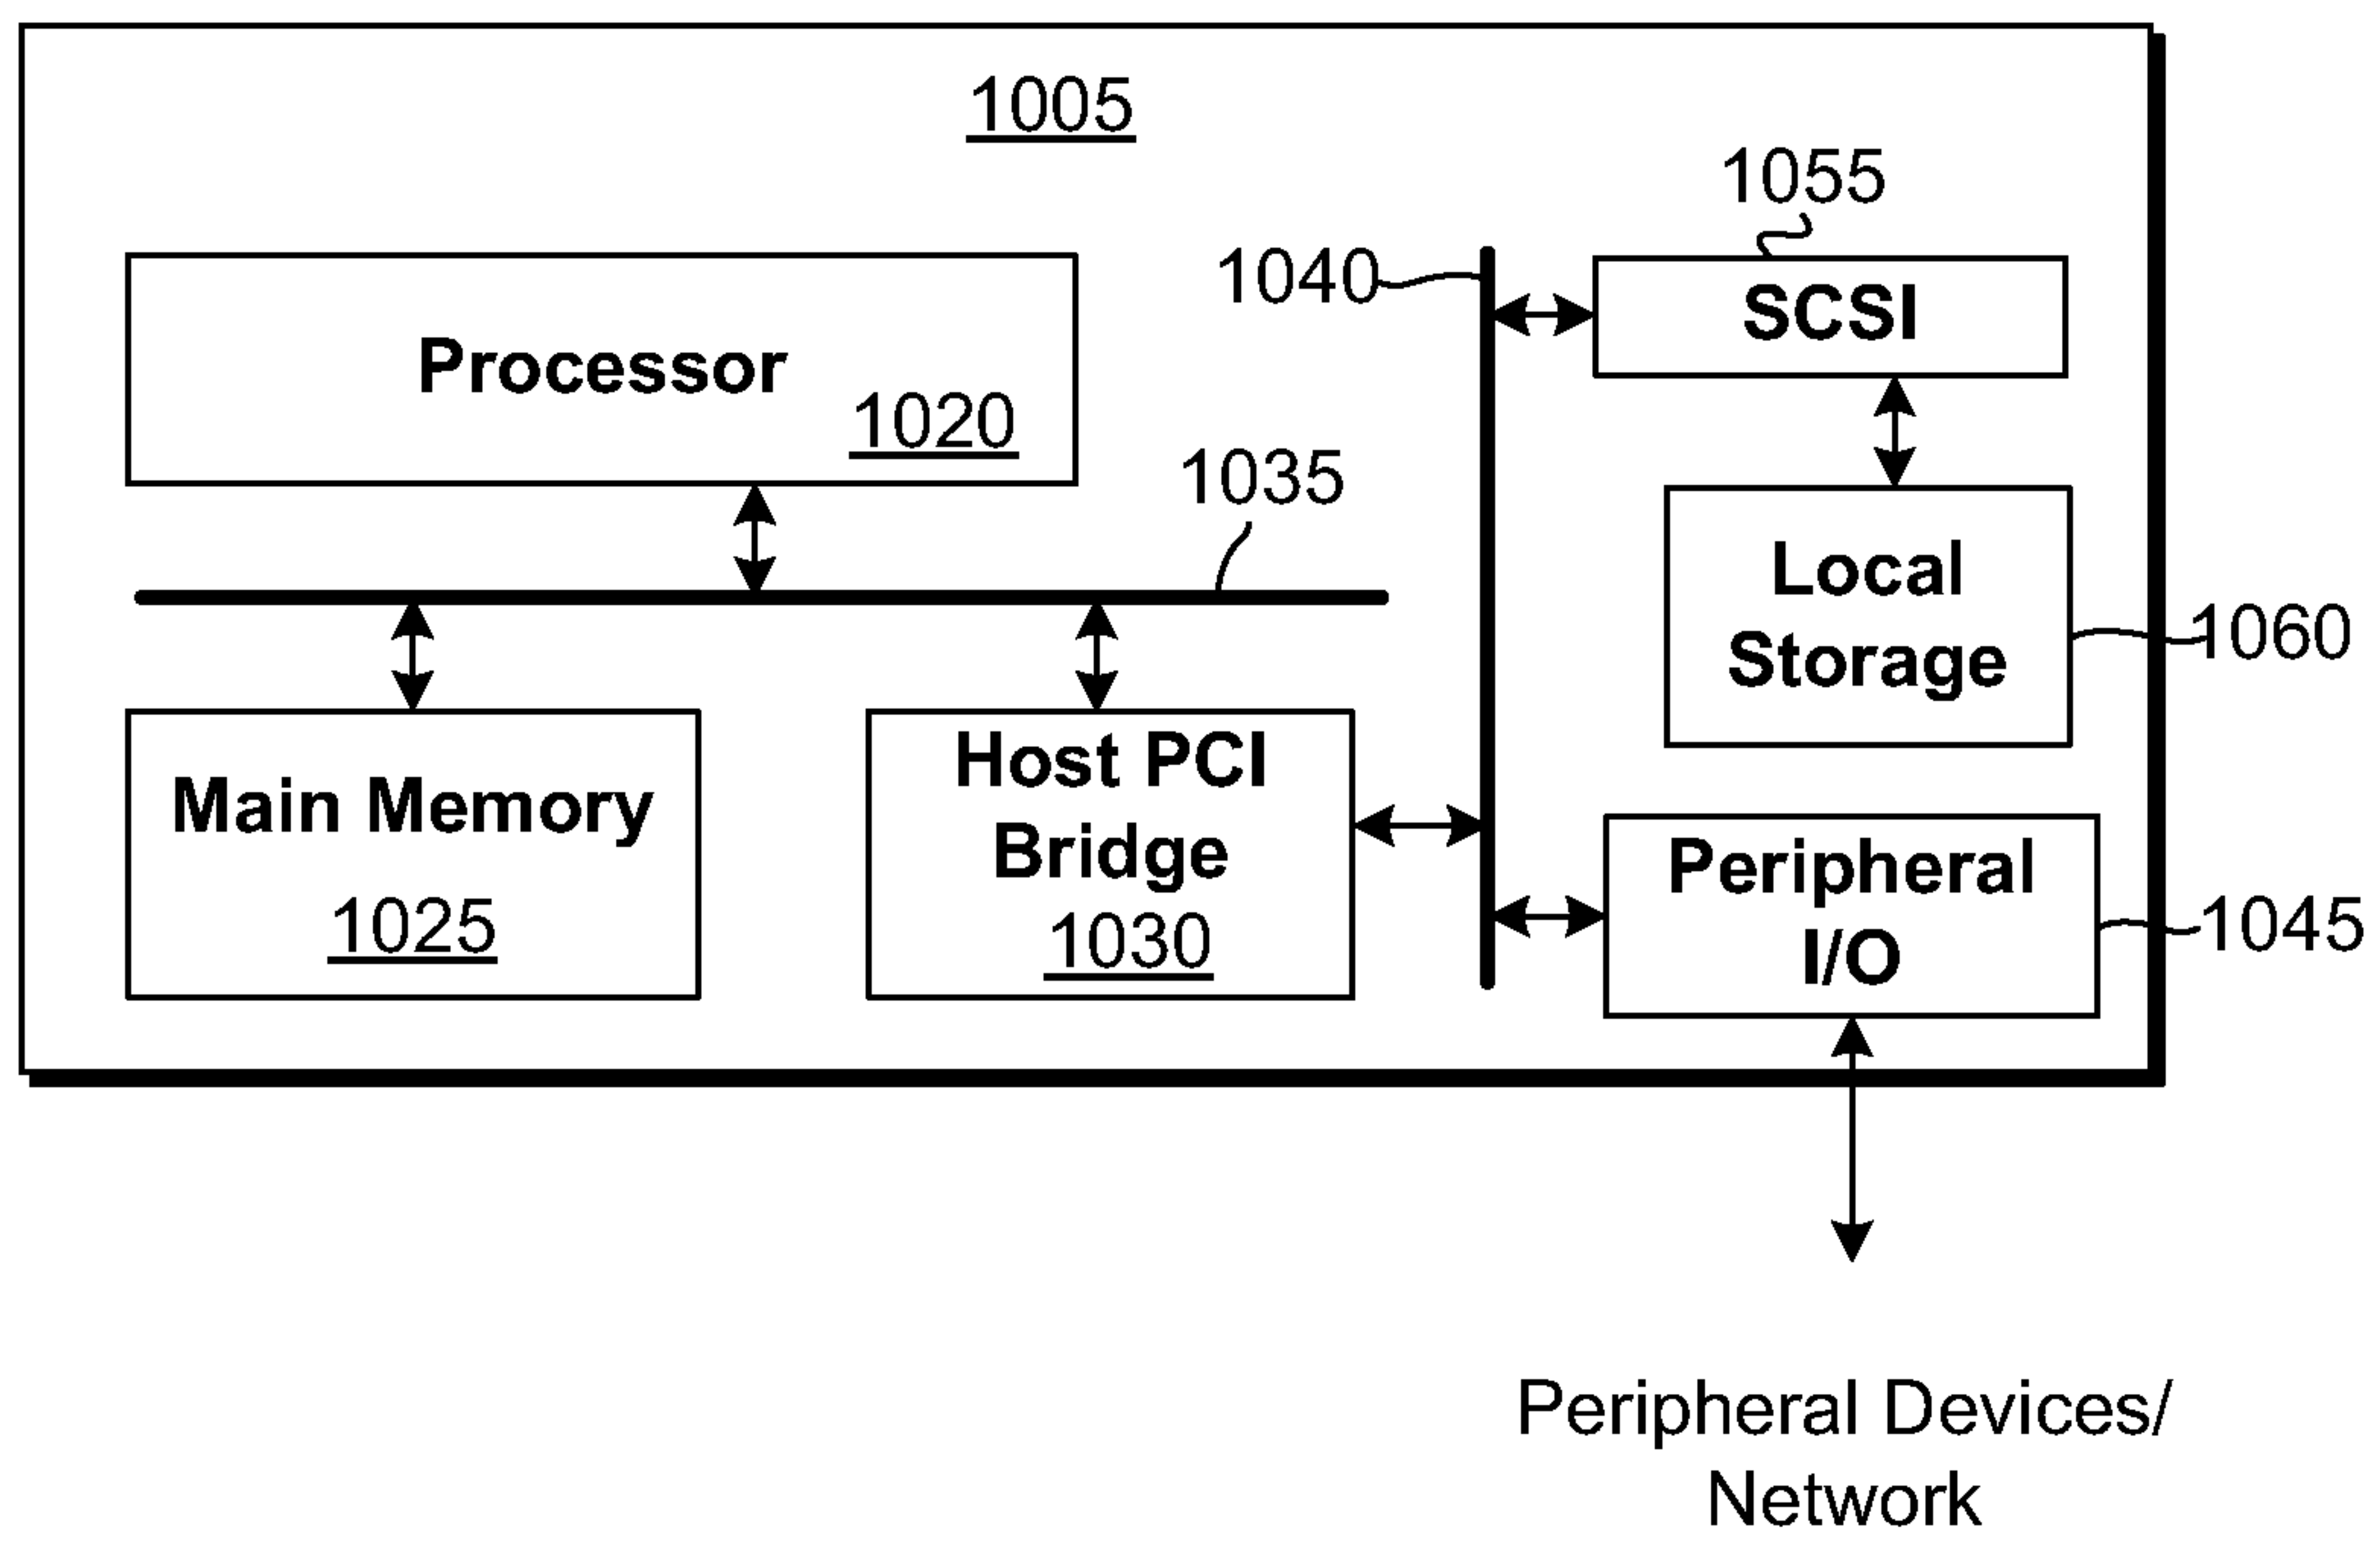 1005
1055
1040
SCSI
Processor
1020
1035
Local
Storage
1060
Main Memory
1025
Host PCI
Bridge
1030
Peripheral
I/O
1045
Peripheral Devices/
Network